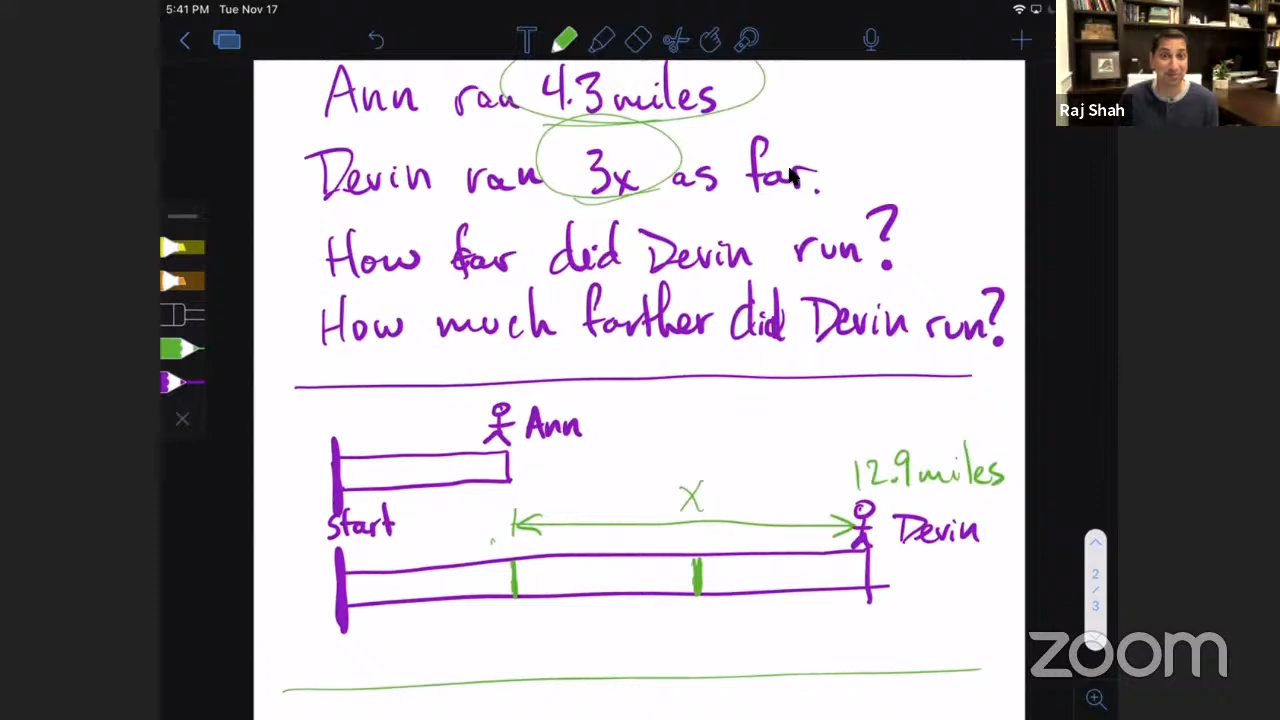 5:41 PM Tue Nov 17
Raj Shah
Ann ran 4.3 miles
Devin ran 3x as far.
How far did Devin run?
How much farther did Devin run?
Ann
12.9 miles
X
Start
Devin
2
/
3
zoom